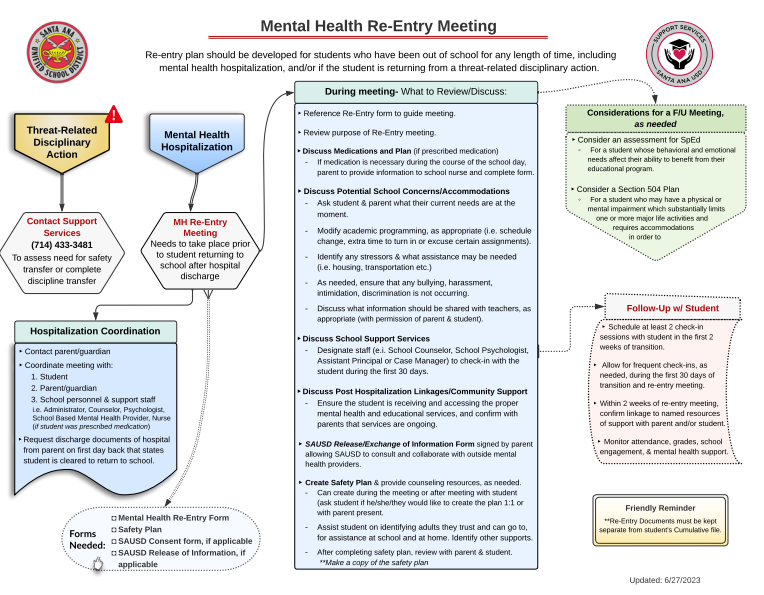 Mental Health Re-Entry Meeting
SANTA ANA
UNIFIED SCHOOL DISTRICT
SUPPORT SERVICES
SANTA ANA USD
Re-entry plan should be developed for students who have been out of school for any length of time, including
mental health hospitalization, and/or if the student is returning from a threat-related disciplinary action.
Threat-Related
Disciplinary
Action
Mental Health
Hospitalization
Contact Support
Services
(714) 433-3481
To assess need for safety
transfer or complete
discipline transfer
MH Re-Entry
Meeting
Needs to take place prior
to student returning to
school after hospital
discharge
Hospitalization Coordination
‣ Contact parent/guardian
‣ Coordinate meeting with:
1. Student
2. Parent/guardian
3. School personnel & support staff
i.e. Administrator, Counselor, Psychologist,
School Based Mental Health Provider, Nurse
(if student was prescribed medication)
‣ Request discharge documents of hospital
from parent on first day back that states
student is cleared to return to school.
Forms
Needed:
◻ Mental Health Re-Entry Form
◻ Safety Plan
◻ SAUSD Consent form, if applicable
◻ SAUSD Release of Information, if
applicable
During meeting- What to Review/Discuss:
‣ Reference Re-Entry form to guide meeting.
‣ Review purpose of Re-Entry meeting.
‣ Discuss Medications and Plan (if prescribed medication)
- If medication is necessary during the course of the school day,
parent to provide information to school nurse and complete form.
‣ Discuss Potential School Concerns/Accommodations
- Ask student & parent what their current needs are at the
moment.
- Modify academic programming, as appropriate (i.e. schedule
change, extra time to turn in or excuse certain assignments).
- Identify any stressors & what assistance may be needed
(i.e. housing, transportation etc.)
- As needed, ensure that any bullying, harassment,
intimidation, discrimination is not occurring.
- Discuss what information should be shared with teachers, as
appropriate (with permission of parent & student).
‣ Discuss School Support Services
- Designate staff (e.i. School Counselor, School Psychologist,
Assistant Principal or Case Manager) to check-in with the
student during the first 30 days.
‣ Discuss Post Hospitalization Linkages/Community Support
- Ensure the student is receiving and accessing the proper
mental health and educational services, and confirm with
parents that services are ongoing.
‣ SAUSD Release/Exchange of Information Form signed by parent
allowing SAUSD to consult and collaborate with outside mental
health providers.
‣ Create Safety Plan & provide counseling resources, as needed.
- Can create during the meeting or after meeting with student
(ask student if he/she/they would like to create the plan 1:1 or
with parent present.
- Assist student on identifying adults they trust and can go to,
for assistance at school and at home. Identify other supports.
- After completing safety plan, review with parent & student.
**Make a copy of the safety plan
Considerations for a F/U Meeting,
as needed
‣ Consider an assessment for SpEd
◦ For a student whose behavioral and emotional
needs affect their ability to benefit from their
educational program.
‣ Consider a Section 504 Plan
◦ For a student who may have a physical or
mental impairment which substantially limits
one or more major life activities and
requires accommodations
in order to
Follow-Up w/ Student
‣ Schedule at least 2 check-in
sessions with student in the first 2
weeks of transition.
‣ Allow for frequent check-ins, as
needed, during the first 30 days of
transition and re-entry meeting.
‣ Within 2 weeks of re-entry meeting,
confirm linkage to named resources
of support with parent and/or student.
‣ Monitor attendance, grades, school
engagement, & mental health support.
Friendly Reminder
**Re-Entry Documents must be kept
separate from student's Cumulative file.
Updated: 6/27/2023